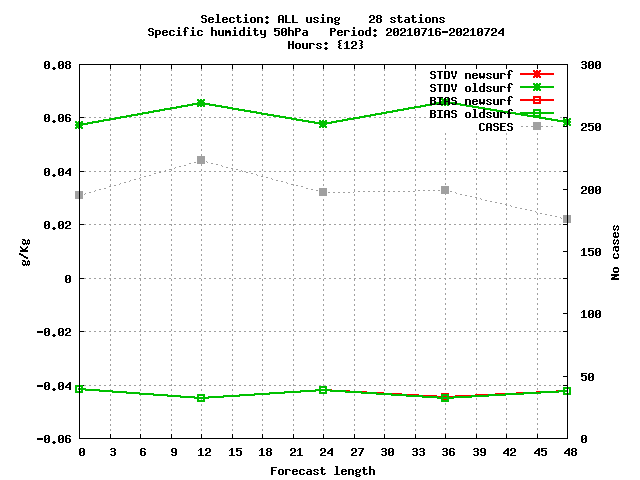 Selection: ALL using    28 stations
Specific humidity 50hPa   Period: 20210716-20210724
Hours: {12}
0.08
0.06
0.04
0.02
0
-0.02
-0.04
-0.06
g/Kg
300
250
200
150
100
50
0
No cases
STDV newsurf
STDV oldsurf
BIAS newsurf
BIAS oldsurf
CASES
0 3 6 9 12 15 18 21 24 27 30 33 36 39 42 45 48
Forecast length